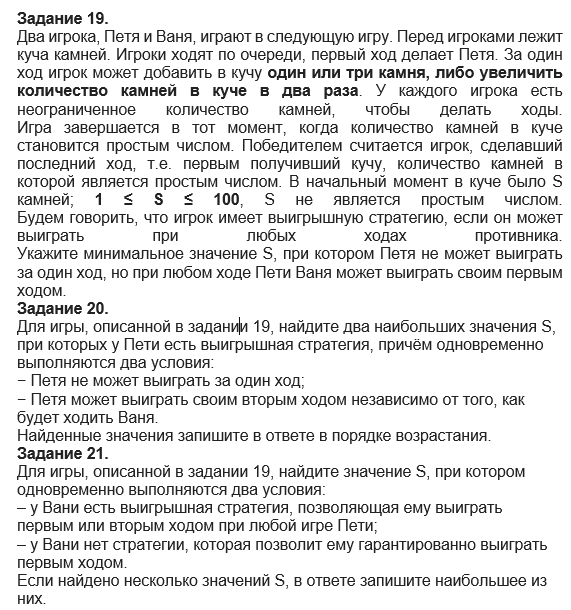 Задание 19.
Два игрока, Петя и Ваня, играют в следующую игру. Перед игроками лежит
куча камней. Игроки ходят по очереди, первый ход делает Петя. За один
ход игрок может добавить в кучу один или три камня, либо увеличить
количество камней в куче в два раза. У каждого игрока есть
неограниченное количество камней, чтобы делать ходы.
Игра завершается в тот момент, когда количество камней в куче
становится простым числом. Победителем считается игрок, сделавший
последний ход, т.е. первым получивший кучу, количество камней в
которой является простым числом. В начальный момент в куче было S
камней; 1 ≤ S ≤ 100, S не является простым числом.
Будем говорить, что игрок имеет выигрышную стратегию, если он может
выиграть при любых ходах противника.
Укажите минимальное значение S, при котором Петя не может выиграть
за один ход, но при любом ходе Пети Ваня может выиграть своим первым
ходом.
Задание 20.
Для игры, описанной в задании 19, найдите два наибольших значения S,
при которых у Пети есть выигрышная стратегия, причём одновременно
выполняются два условия:
− Петя не может выиграть за один ход;
− Петя может выиграть своим вторым ходом независимо от того, как
будет ходить Ваня.
Найденные значения запишите в ответе в порядке возрастания.
Задание 21.
Для игры, описанной в задании 19, найдите значение S, при котором
одновременно выполняются два условия:
– у Вани есть выигрышная стратегия, позволяющая ему выиграть
первым или вторым ходом при любой игре Пети;
– у Вани нет стратегии, которая позволит ему гарантированно выиграть
первым ходом.
Если найдено несколько значений S, в ответе запишите наибольшее из
них.